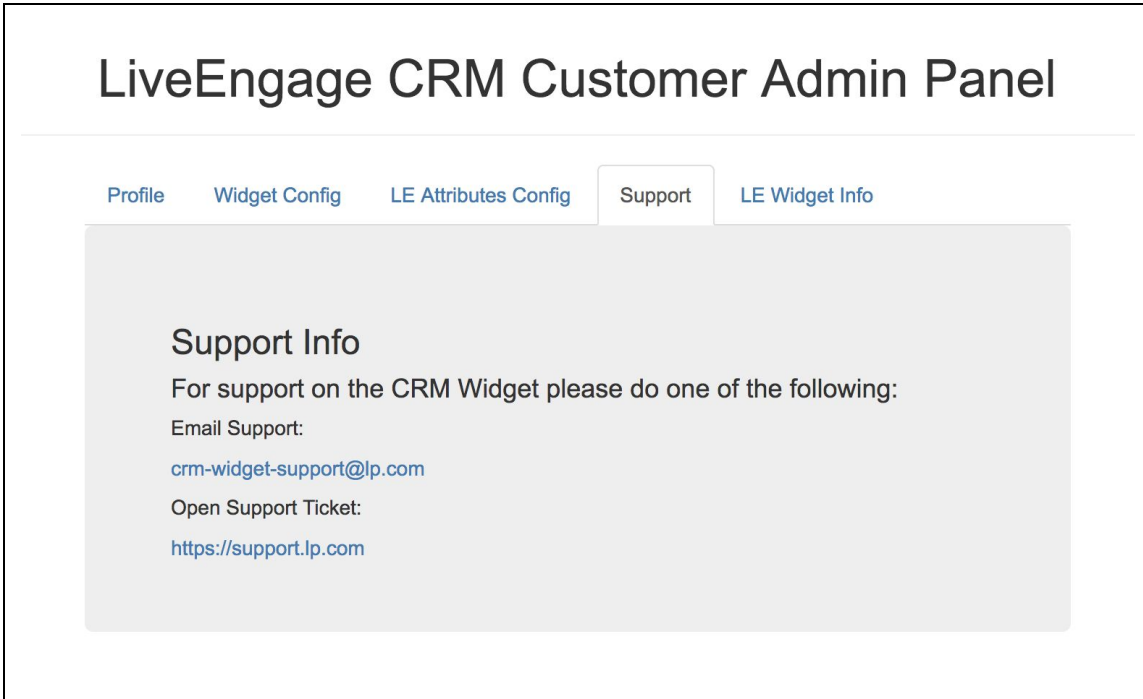 LiveEngage CRM Customer Admin Panel
Profile Widget Config LE Attributes Config Support LE Widget Info
Support Info
For support on the CRM Widget please do one of the following:
Email Support:
crm-widget-support@lp.com
Open Support Ticket:
https://support.lp.com